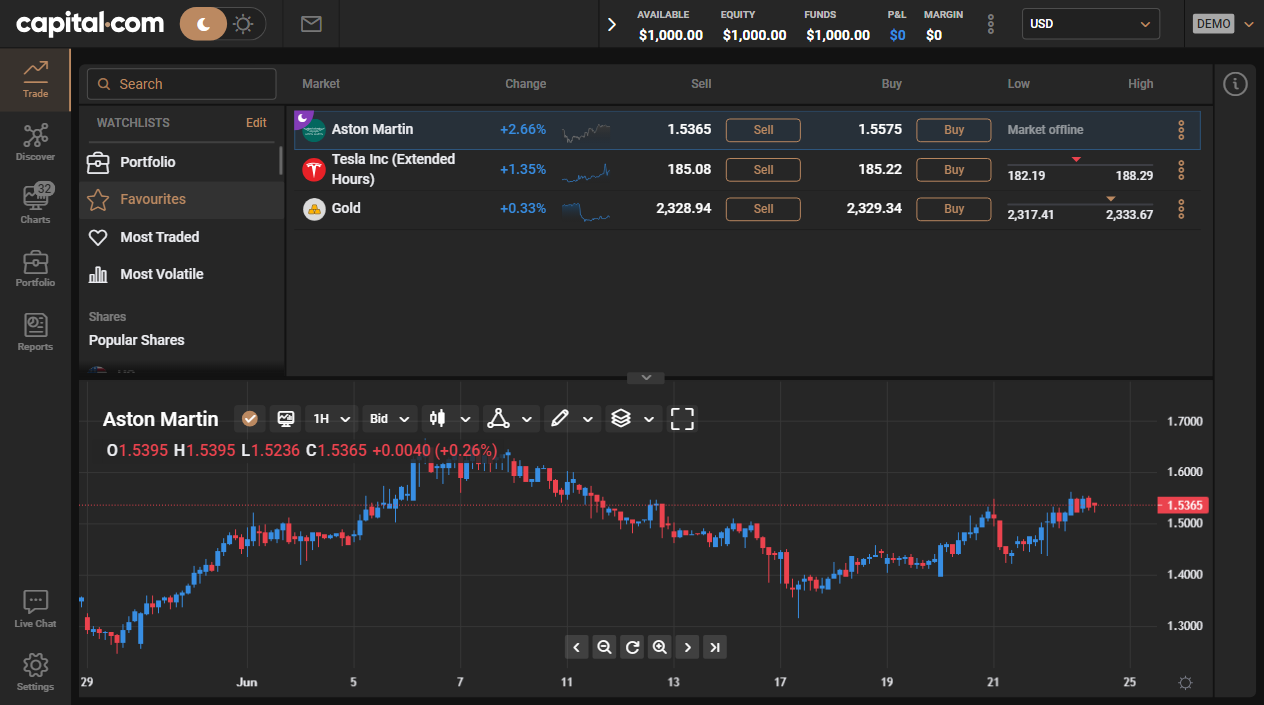 capital.com
AVAILABLE EQUITY FUNDS P&L MARGIN
$1,000.00 $1,000.00 $1,000.00 $0 $0
USD
DEMO
Trade
Discover
32
Charts
Portfolio
Reports
Live Chat
Settings
Search
WATCHLISTS Edit
Portfolio
Favourites
Most Traded
Most Volatile
Shares
Popular Shares
Market Change Sell Buy Low High
Aston Martin +2.66% 1.5365 Sell 1.5575 Buy Market offline
Tesla Inc (Extended
Hours) +1.35% 185.08 Sell 185.22 Buy 182.19 188.29
Gold +0.33% 2,328.94 Sell 2,329.34 Buy 2,317.41 2,333.67
Aston Martin 1H Bid
O1.5395 H1.5395 L1.5236 C1.5365 +0.0040 (+0.26%)
1.7000
1.6000
1.5365
1.5000
1.4000
1.3000
29 Jun 5 7 11 13 17 19 21 25